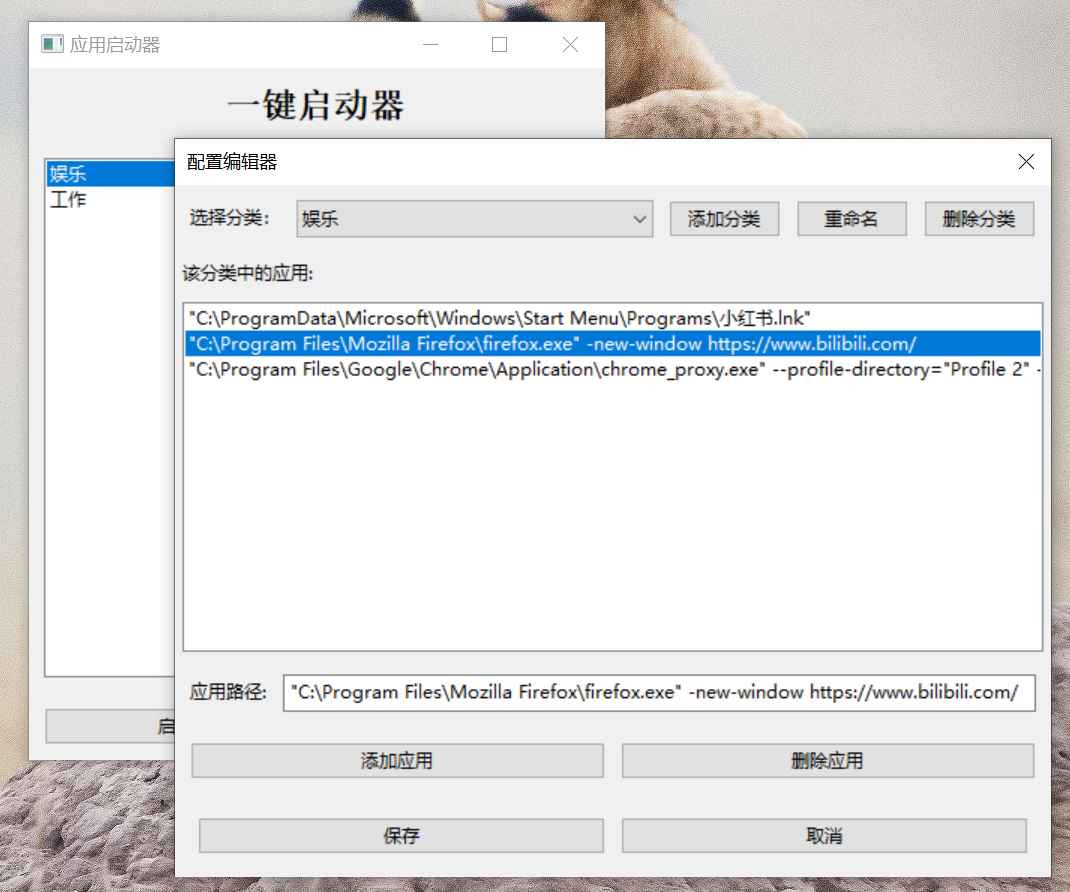 应用启动器
一键启动器
娱乐
工作
启
配置编辑器
选择分类:
娱乐
添加分类
重命名
删除分类
该分类中的应用:
"C:\ProgramData\Microsoft\Windows\Start Menu\Programs\小红书.lnk"
"C:\Program Files\Mozilla Firefox\firefox.exe" -new-window https://www.bilibili.com/
"C:\Program Files\Google\Chrome\Application\chrome_proxy.exe" --profile-directory="Profile 2" -
应用路径:
"C:\Program Files\Mozilla Firefox\firefox.exe" -new-window https://www.bilibili.com/
添加应用
删除应用
保存
取消